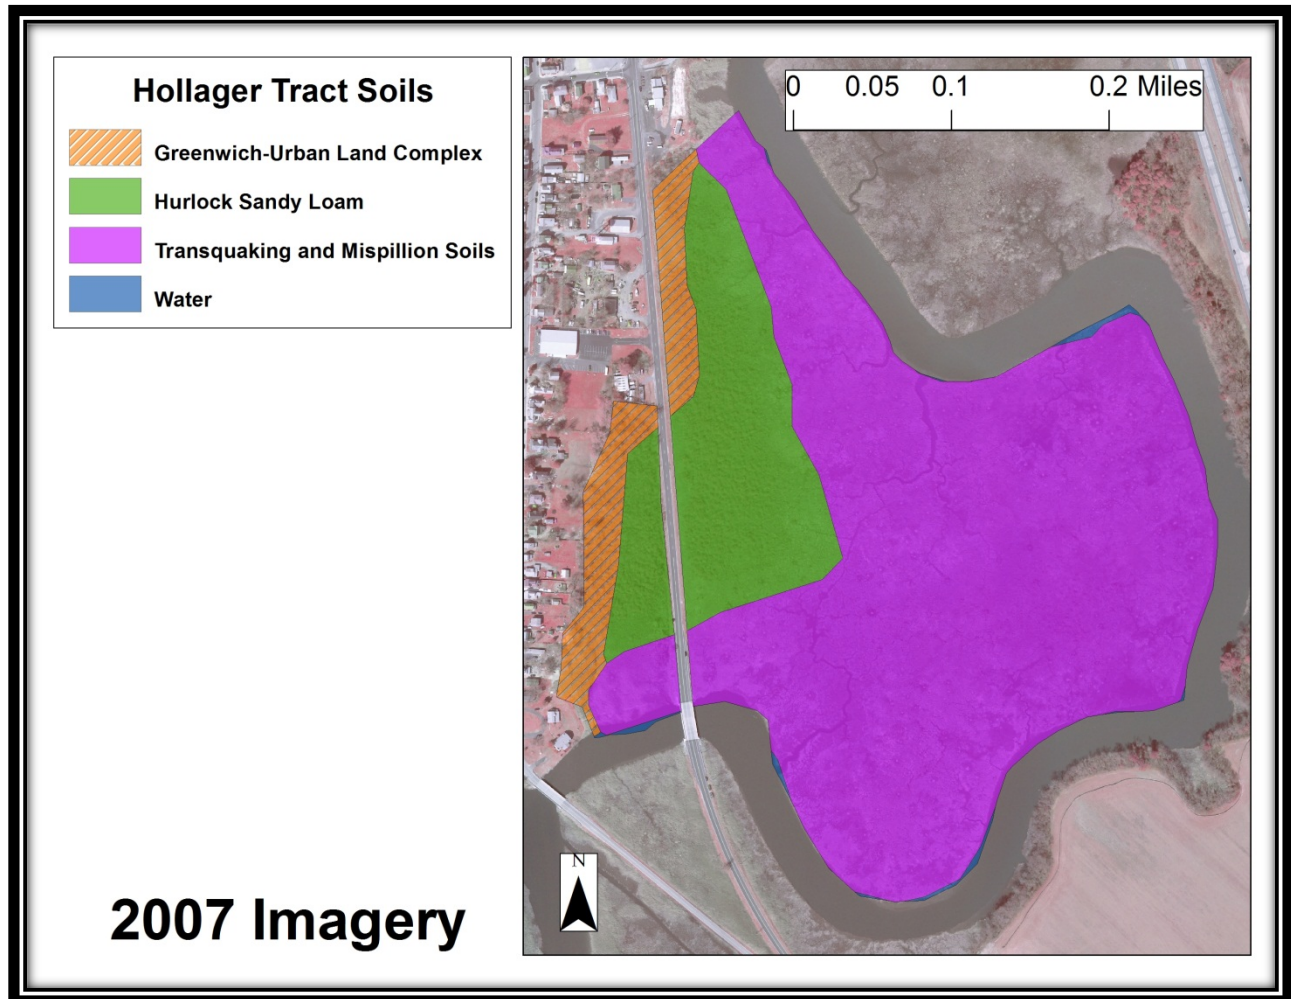 Hollager Tract Soils
Greenwich-Urban Land Complex
Hurlock Sandy Loam
Transquaking and Mispillion Soils
Water
0 0.05 0.1 0.2 Miles
N
2007 Imagery